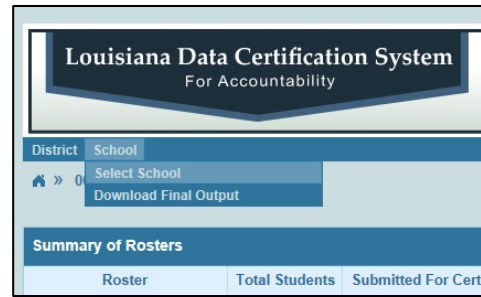 Louisiana Data Certification System
For Accountability
District School
» Select School
Download Final Output
Summary of Rosters
Roster Total Students Submitted For Cert